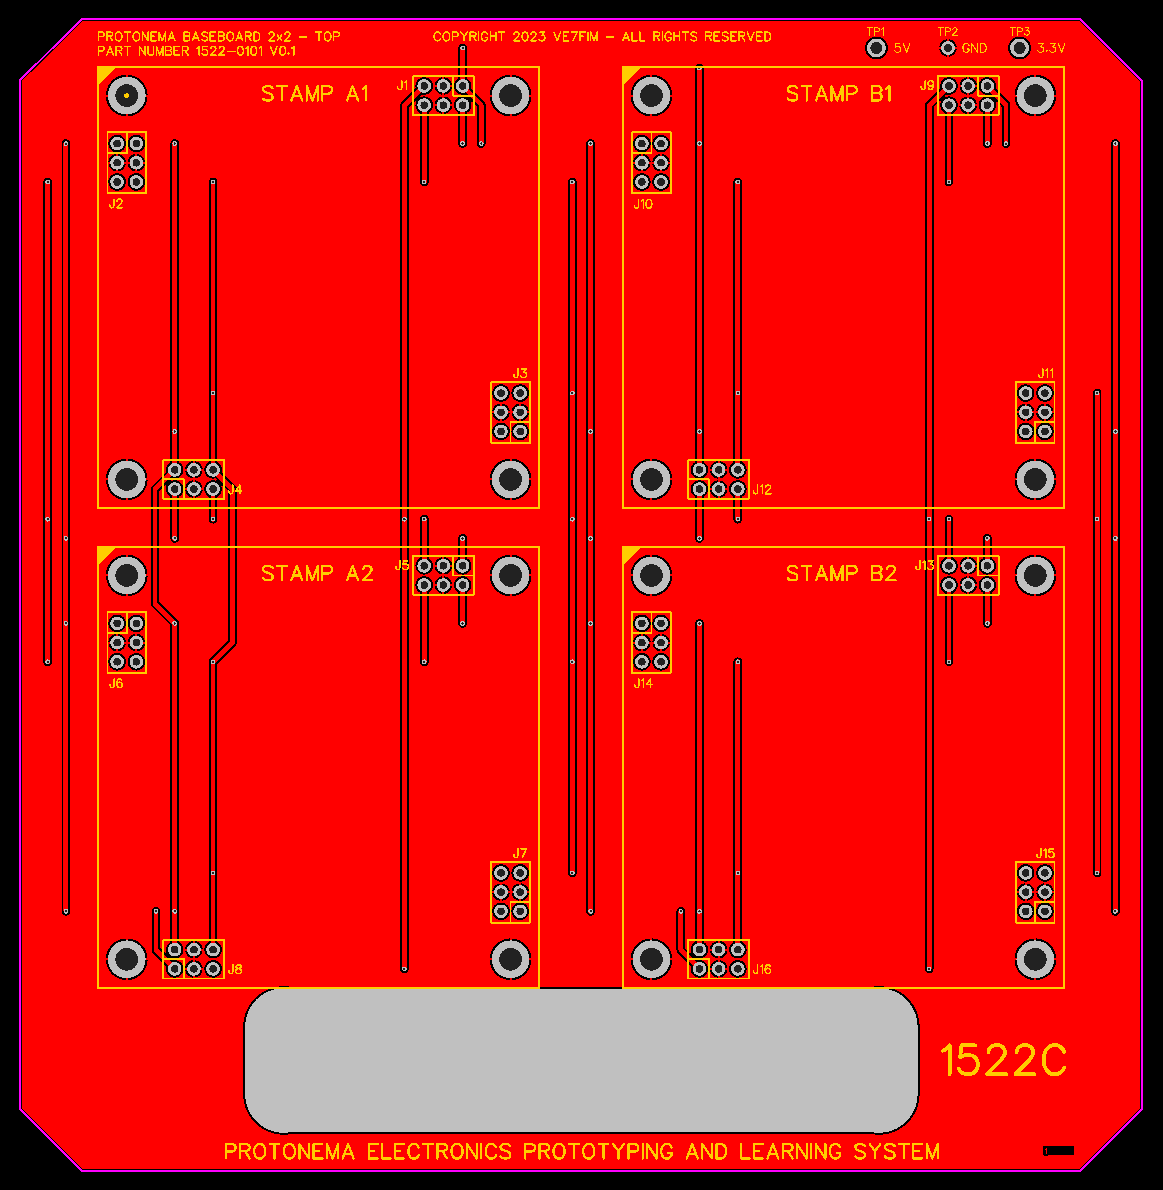 PROTONEMA BASEBOARD 2x2 - TOP
PART NUMBER 1522-0101 V0.1
COPYRIGHT 2023 VE7FIM - ALL RIGHTS RESERVED
TP1
TP2
TP3
5V
GND
3.3V
STAMP A1
J1
STAMP B1
J9
J2
J10
J3
J11
J4
J12
STAMP A2
J5
STAMP B2
J13
J6
J14
J7
J15
J8
J16
1522C
PROTONEMA ELECTRONICS PROTOTYPING AND LEARNING SYSTEM